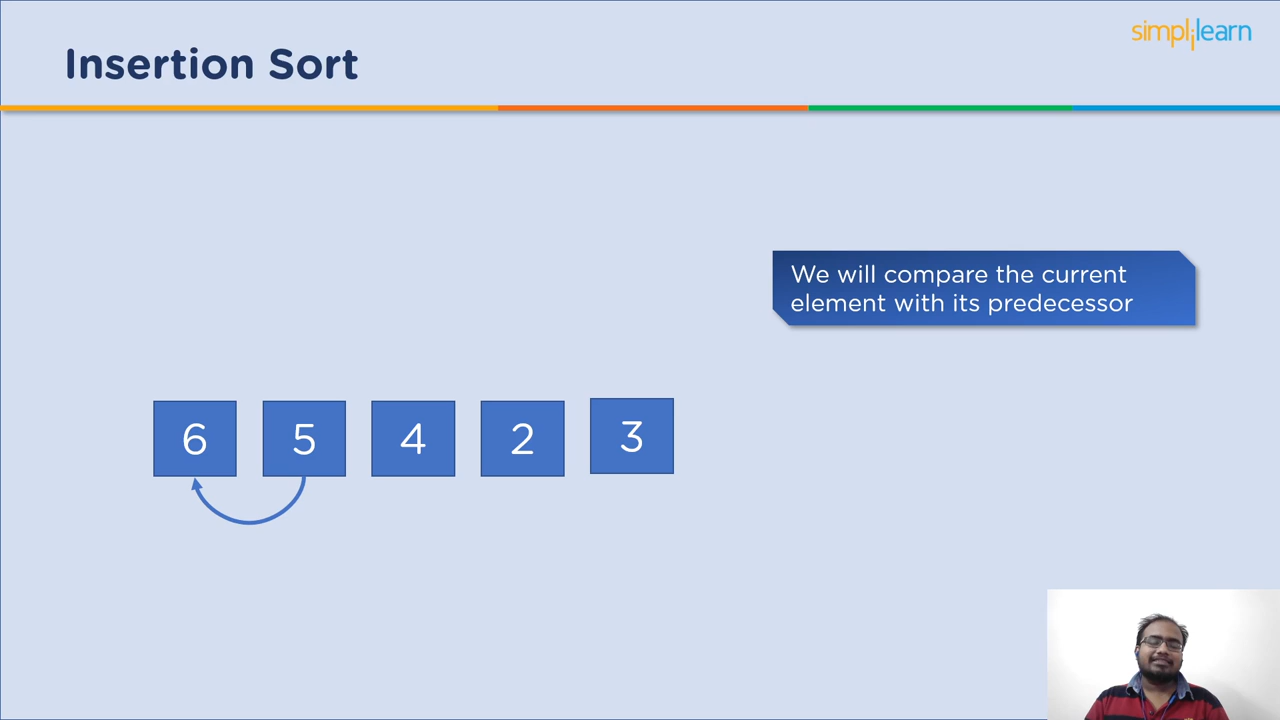 simplilearn
Insertion Sort
We will compare the current
element with its predecessor
6 5 4 2 3